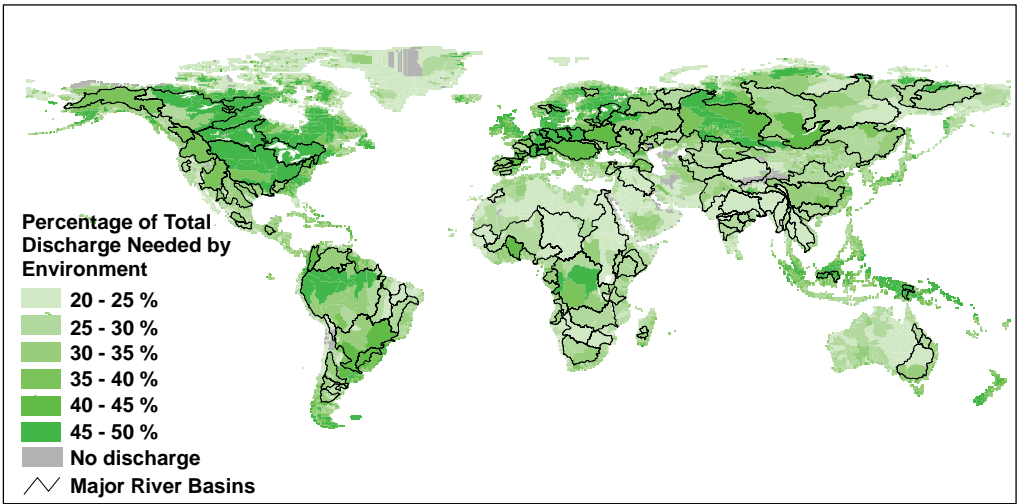 Percentage of Total
Discharge Needed by
Environment
20 - 25 %
25 - 30 %
30 - 35 %
35 - 40 %
40 - 45 %
45 - 50 %
No discharge
Major River Basins